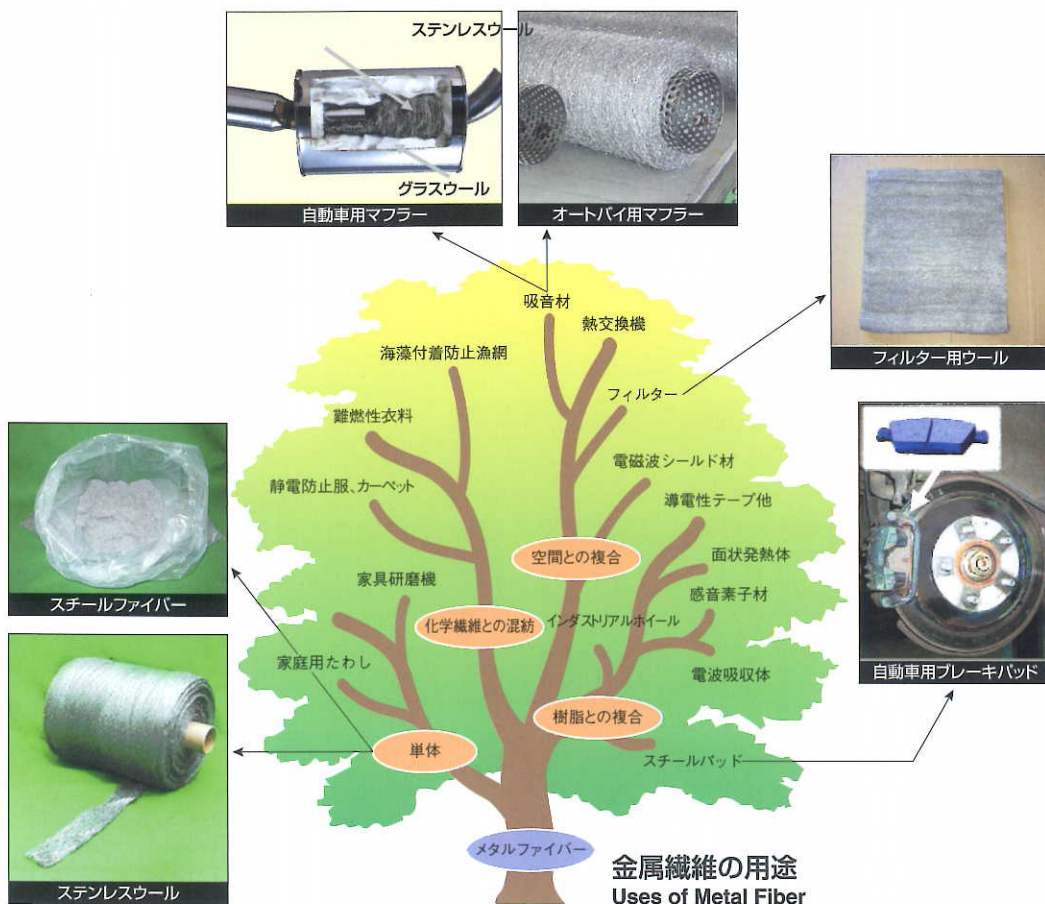 ステンレスウール
グラスウール
自動車用マフラー
オートバイ用マフラー
吸音材
熱交換機
海藻付着防止漁網
フィルター
フィルター用ウール
難燃性衣料
電磁波シールド材
静電防止服、カーペット
導電性テープ他
空間との複合
面状発熱体
スチールファイバー
家具研磨機
感音素子材
化学繊維との混紡
インダストリアルホイール
家庭用たわし
電波吸収体
自動車用ブレーキパッド
樹脂との複合
単体
スチールパッド
メタルファイバー
ステンレスウール
金属繊維の用途
Uses of Metal Fiber